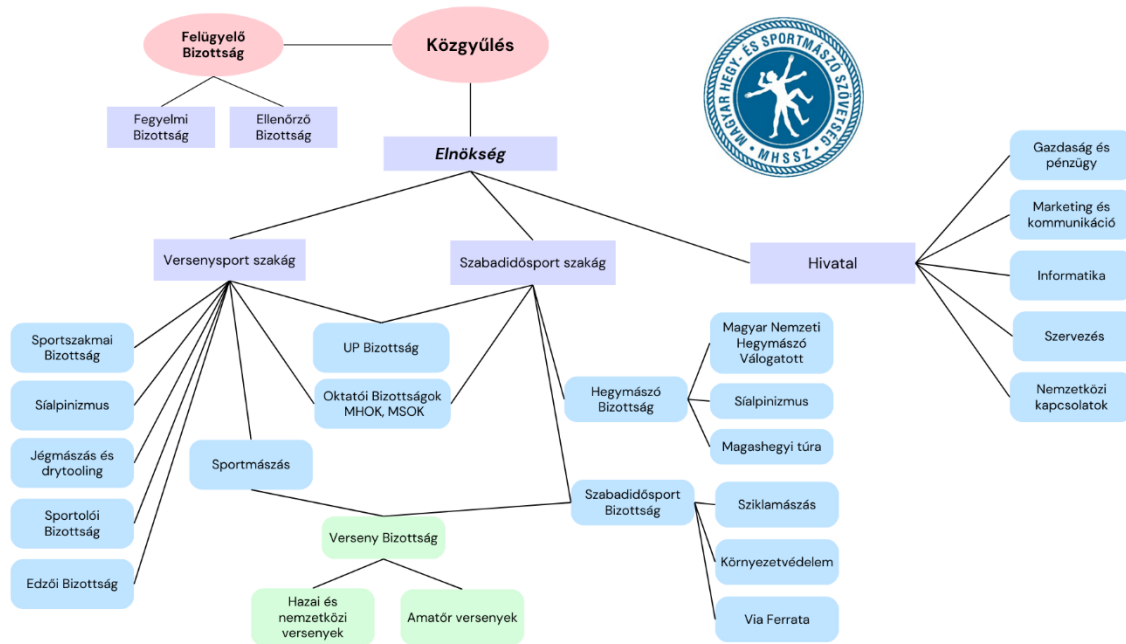 Felügyelő
Bizottság
Közgyűlés
MAGYAR HEGY- ÉS SPORTMÁSZÓ SZÖVETSÉG
• MHSSZ •
Fegyelmi
Bizottság
Ellenőrző
Bizottság
Elnökség
Versenysport szakág
Szabadidősport szakág
Hivatal
Gazdaság és
pénzügy
Marketing és
kommunikáció
Informatika
Szervezés
Nemzetközi
kapcsolatok
Sportszakmai
Bizottság
Síalpinizmus
Jégmászás és
drytooling
Sportolói
Bizottság
Edzői Bizottság
UP Bizottság
Oktatói Bizottságok
MHOK, MSOK
Sportmászás
Hegymászó
Bizottság
Magyar Nemzeti
Hegymászó
Válogatott
Síalpinizmus
Magashegyi túra
Szabadidősport
Bizottság
Sziklamászás
Környezetvédelem
Via Ferrata
Verseny Bizottság
Hazai és
nemzetközi
versenyek
Amatőr versenyek